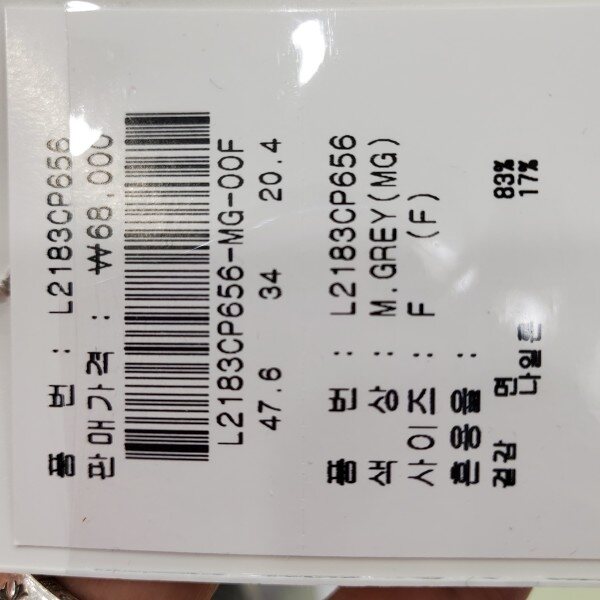 품 번 : L2183CP656
판매가격 : ₩68,000
L2183CP656-MG-00F
47.6 34 20.4
품 번 : L2183CP656
색 상 : M.GREY(MG)
사이즈 : F (F)
혼용율 :
겉감 면 83%
나일론 17%